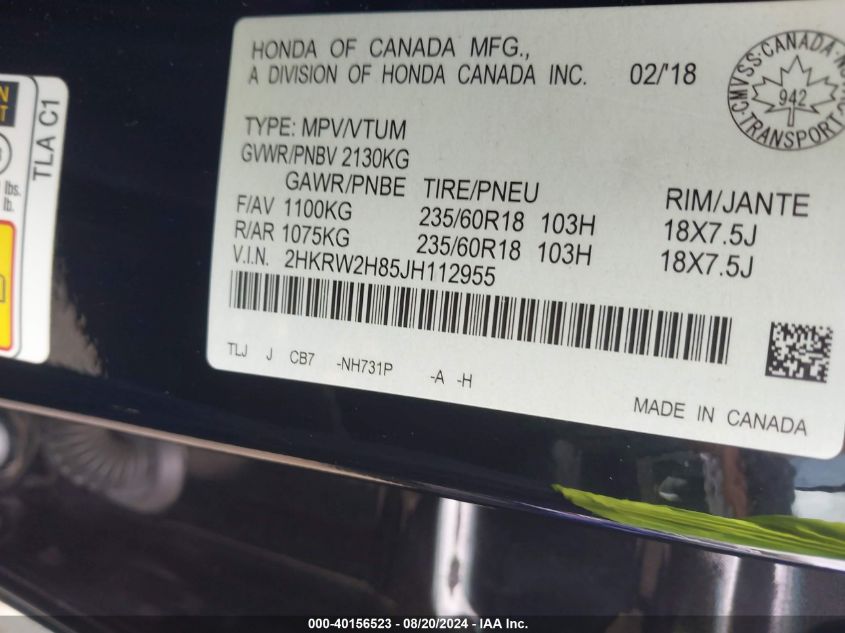 HONDA OF CANADA MFG.,
A DIVISION OF HONDA CANADA INC. 02/'18
CMVSS·CANADA·N
942
TRANSPORT
TYPE: MPV/VTUM
GVWR/PNBV 2130KG
GAWR/PNBE TIRE/PNEU RIM/JANTE
F/AV 1100KG 235/60R18 103H 18X7.5J
R/AR 1075KG 235/60R18 103H 18X7.5J
V.I.N. 2HKRW2H85JH112955
TLJ J CB7 -NH731P -A -H
MADE IN CANADA
TLA C1
lbs.
lb.
000-40156523 - 08/20/2024 - IAA Inc.